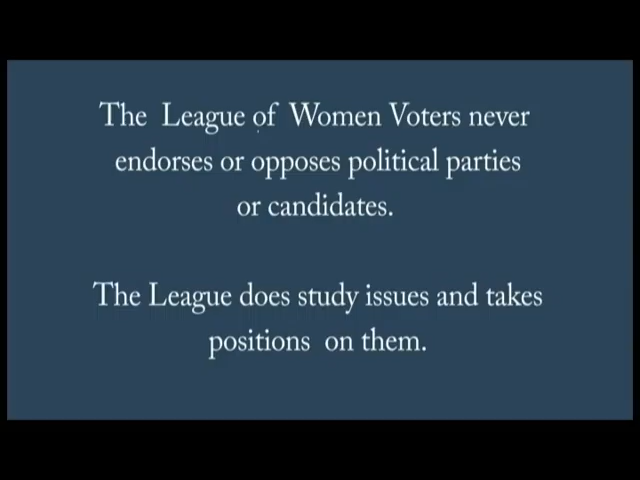 The League of Women Voters never
endorses or opposes political parties
or candidates.
The League does study issues and takes
positions on them.